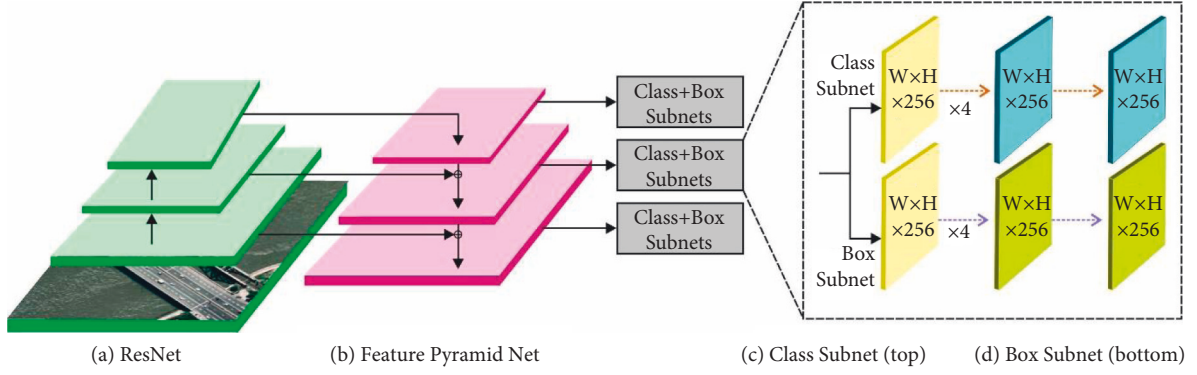 Class+Box
Subnets
Class+Box
Subnets
Class+Box
Subnets
Class
Subnet
W×H
×256
×4
W×H
×256
W×H
×256
Box
Subnet
W×H
×256
×4
W×H
×256
W×H
×256
(a) ResNet
(b) Feature Pyramid Net
(c) Class Subnet (top)
(d) Box Subnet (bottom)